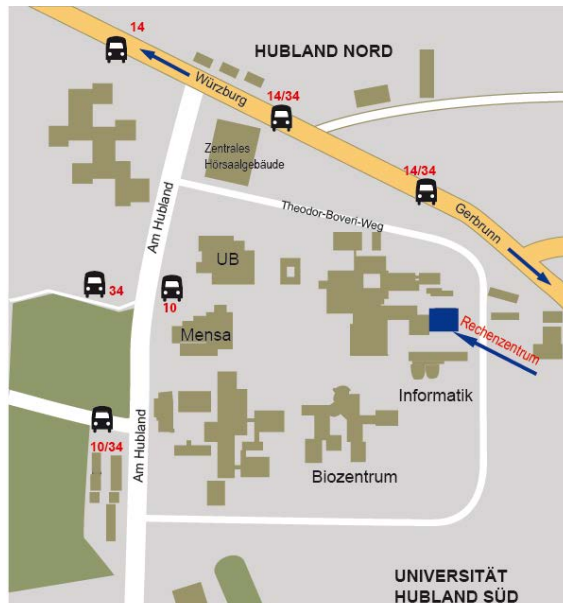 14
HUBLAND NORD
Würzburg
14/34
Zentrales
Hörsaalgebäude
14/34
Theodor-Boveri-Weg
Gerbrunn
Am Hubland
UB
34
10
Mensa
Rechenzentrum
Informatik
10/34
Am Hubland
Biozentrum
UNIVERSITÄT
HUBLAND SÜD